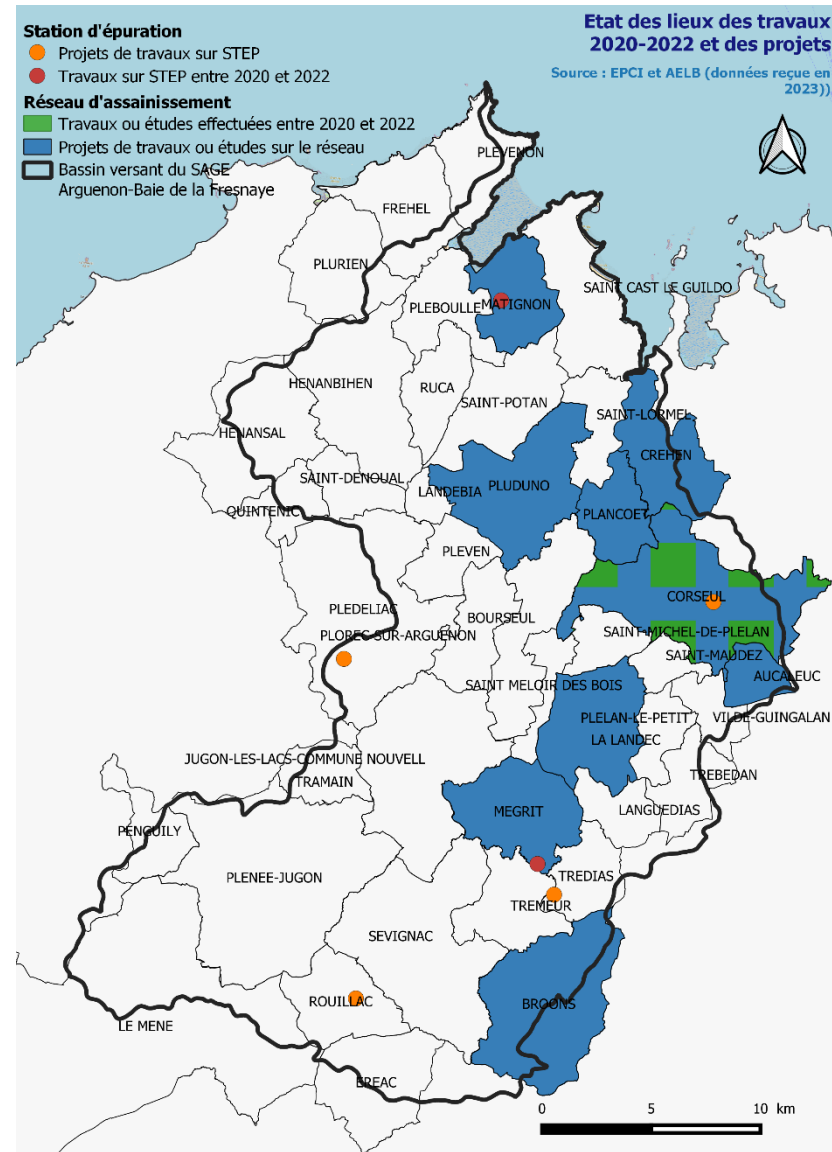 Etat des lieux des travaux
2020-2022 et des projets
Source : EPCI et AELB (données reçue en
2023))
Station d'épuration
Projets de travaux sur STEP
Travaux sur STEP entre 2020 et 2022
Réseau d'assainissement
Travaux ou études effectuées entre 2020 et 2022
Projets de travaux ou études sur le réseau
Bassin versant du SAGE
Arguenon-Baie de la Fresnaye
PLEVENON
FREHEL
PLURIEN
SAINT CAST LE GUILDO
PLEBOULLE
MATIGNON
HENANBIHEN
RUCA
SAINT-POTAN
SAINT-LORMEL
HENANSAL
CREHEN
SAINT-DENOUAL
LANDEBIA
PLUDUNO
QUINTENIC
PLANCOET
PLEVEN
CORSEUL
PLEDELIAC
BOURSEUL
PLOREC-SUR-ARGUENON
SAINT-MICHEL-DE-PLELAN
SAINT-MAUDEZ
AUCALEUC
SAINT MELOIR DES BOIS
PLELAN-LE-PETIT
VILDE-GUINGALAN
LA LANDEC
JUGON-LES-LACS-COMMUNE NOUVELL
TREBEDAN
TRAMAIN
MEGRIT
LANGUEDIAS
PENGUILY
PLENEE-JUGON
TREDIAS
TREMEUR
SEVIGNAC
ROUILLAC
BROONS
LE MENE
EREAC
0 5 10 km